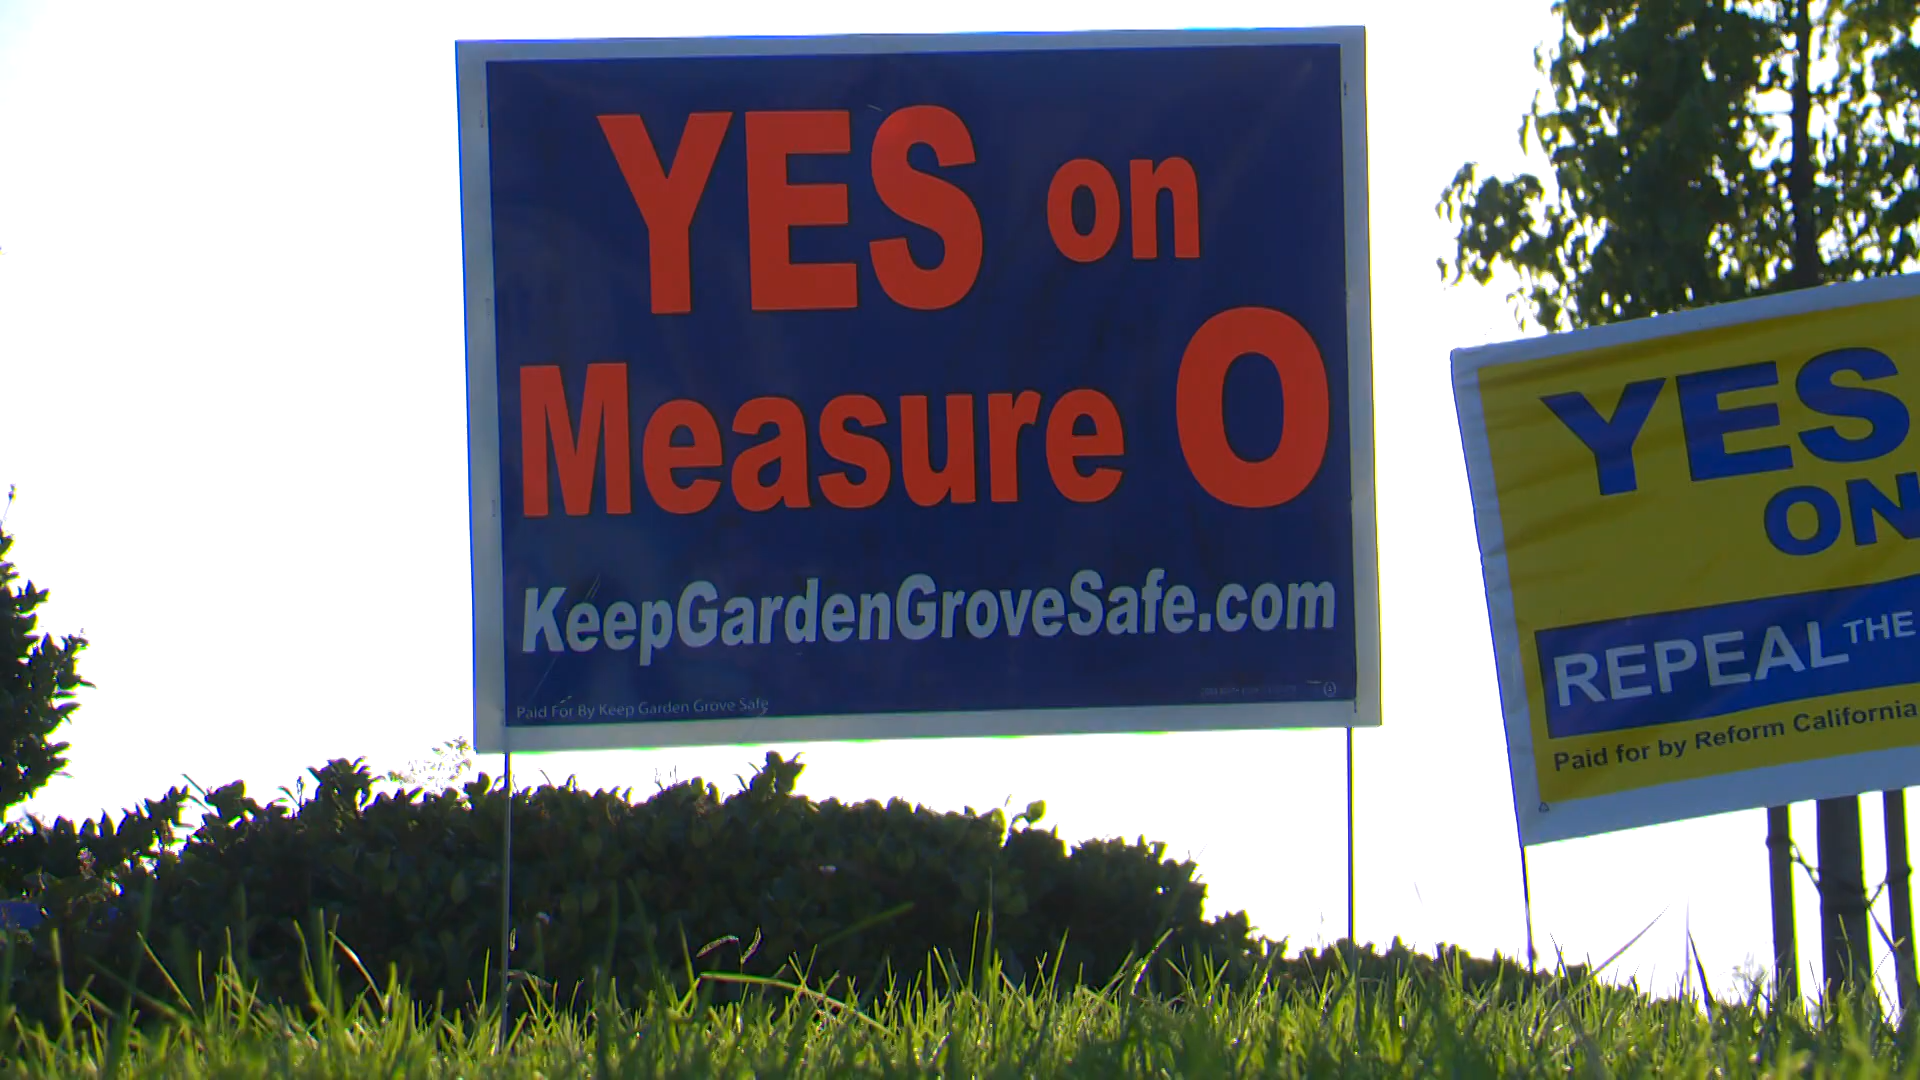 YES on
Measure O
KeepGardenGroveSafe.com
Paid For By Keep Garden Grove Safe
YES
ON
REPEAL THE
Paid for by Reform California